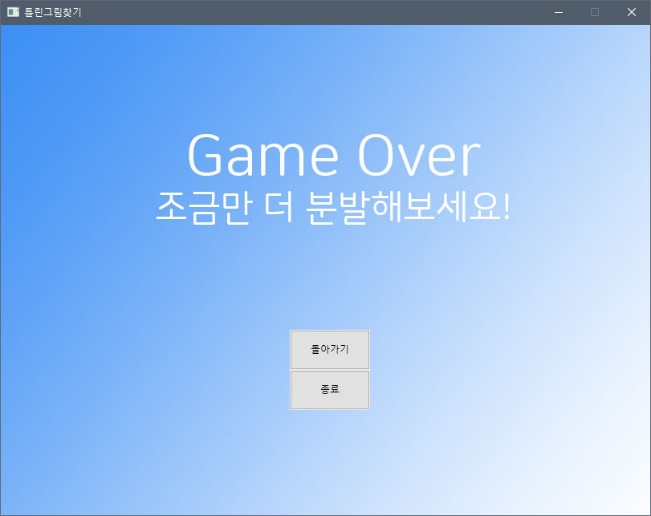 틀린그림찾기
Game Over
조금만 더 분발해보세요!
돌아가기
종료